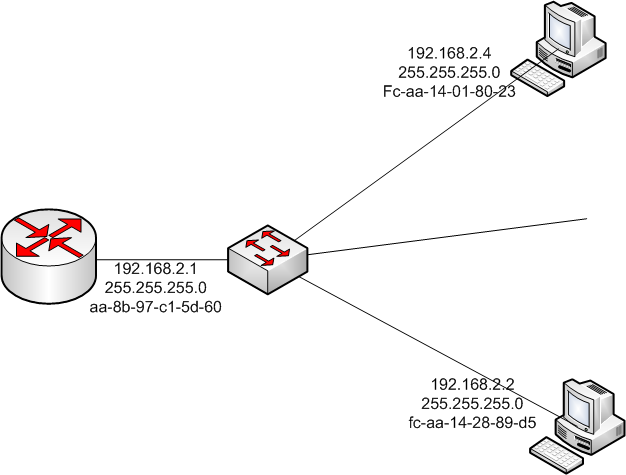 192.168.2.4
255.255.255.0
Fc-aa-14-01-80-23
192.168.2.1
255.255.255.0
aa-8b-97-c1-5d-60
192.168.2.2
255.255.255.0
fc-aa-14-28-89-d5